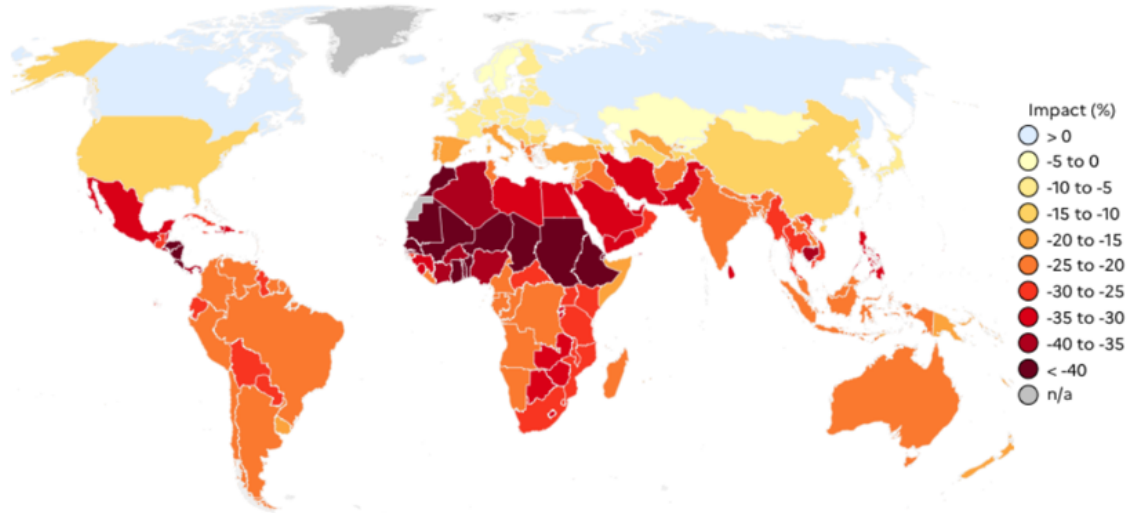 Impact (%)
> 0
-5 to 0
-10 to -5
-15 to -10
-20 to -15
-25 to -20
-30 to -25
-35 to -30
-40 to -35
< -40
n/a